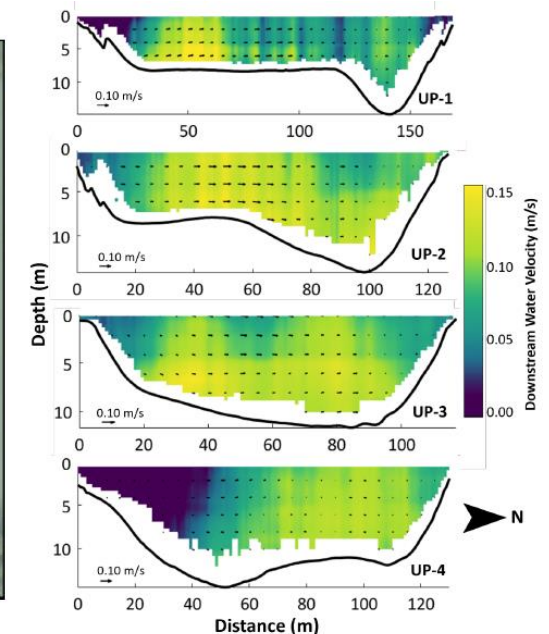 0
5
10
0.10 m/s
UP-1
0 50 100 150
0
5
10
0.10 m/s
UP-2
0 20 40 60 80 100 120
0
5
10
0.10 m/s
UP-3
0 20 40 60 80 100
0
5
10
0.10 m/s
UP-4
0 20 40 60 80 100 120
Depth (m)
Distance (m)
0.15
0.10
0.05
0.00
Downstream Water Velocity (m/s)
N